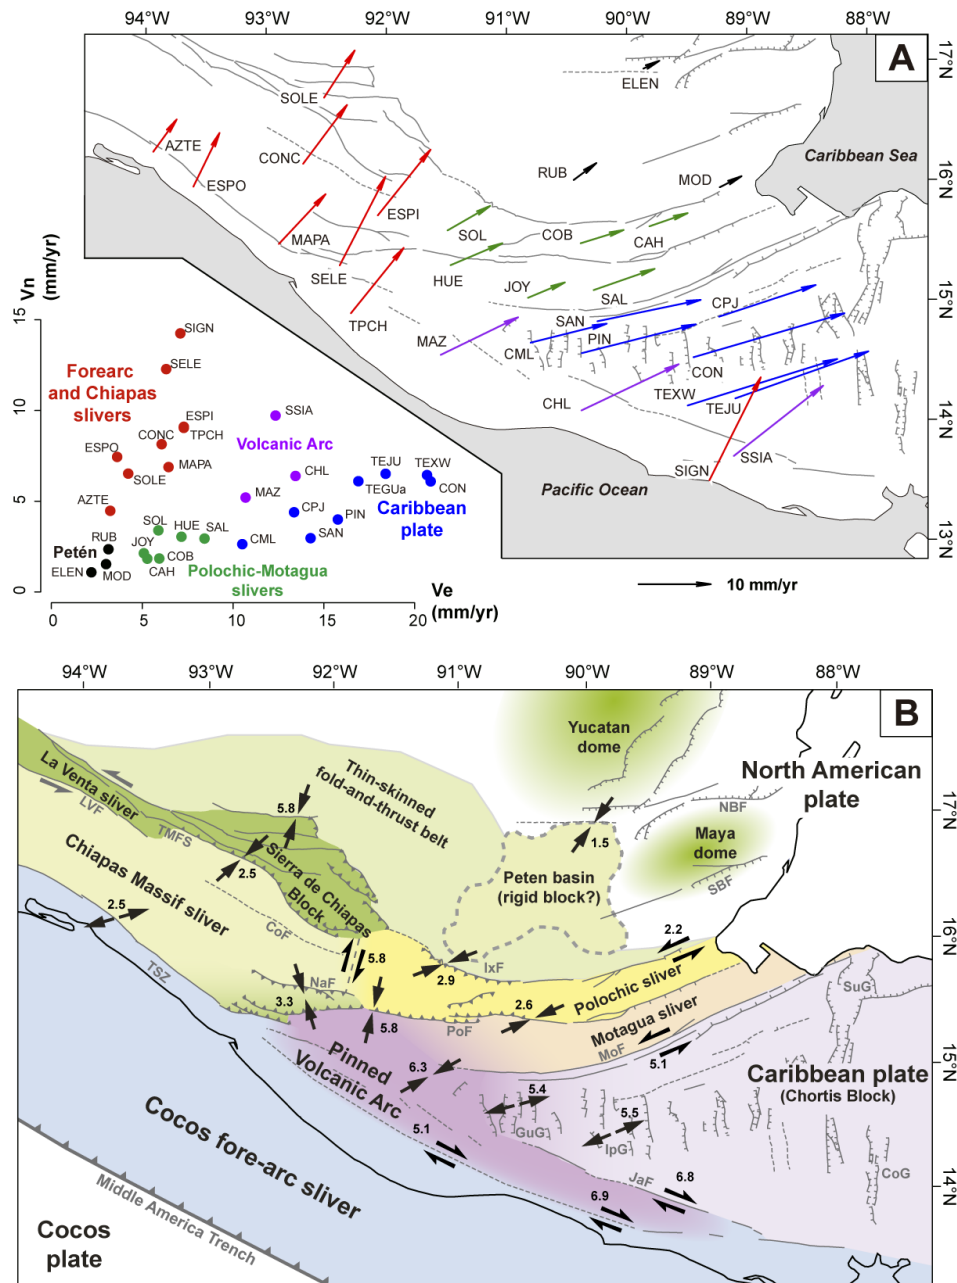 94°W 93°W 92°W 91°W 90°W 89°W 88°W
A
17°N
ELEN
SOLE
AZTE
CONC
Caribbean Sea
RUB
MOD
16°N
ESPO
ESPI
MAPA
SOL
COB
CAH
SELE
HUE
JOY
SAL
15°N
TPCH
SAN
CPJ
MAZ
CML
PIN
CON
TEXW
TEJU
CHL
14°N
SIGN
SSIA
Pacific Ocean
13°N
10 mm/yr
Vn
(mm/yr)
15
10
5
0
SIGN
SELE
Forearc
and Chiapas
slivers
ESPI
SSIA
CONC
TPCH
Volcanic Arc
ESPO
MAPA
SOLE
CHL
TEJU
TEXW
TEGUa
CON
AZTE
MAZ
CPJ
PIN
Caribbean
plate
SOL
HUE
SAL
SAN
CML
RUB
JOY
Petén
COB
ELEN
MOD
CAH
Polochic-Motagua
slivers
0 5 10 15 20
Ve
(mm/yr)
94°W 93°W 92°W 91°W 90°W 89°W 88°W
B
Yucatan
dome
La Venta sliver
Thin-skinned
fold-and-thrust belt
North American
plate
5.8
LVF
NBF
17°N
TMFS
1.5
Maya
dome
Chiapas Massif sliver
Sierra de Chiapas
Block
2.5
Peten basin
(rigid block?)
SBF
2.5
CoF
2.2
16°N
5.8
TSZ
NaF
2.9
IxF
Polochic sliver
SuG
3.3
2.6
5.8
PoF
Motagua sliver
MoF
Pinned
Volcanic Arc
6.3
5.1
15°N
Caribbean plate
(Chortis Block)
5.4
5.5
Cocos fore-arc sliver
5.1
GuG
IpG
JaF
6.8
CoG
14°N
Middle America Trench
6.9
Cocos
plate